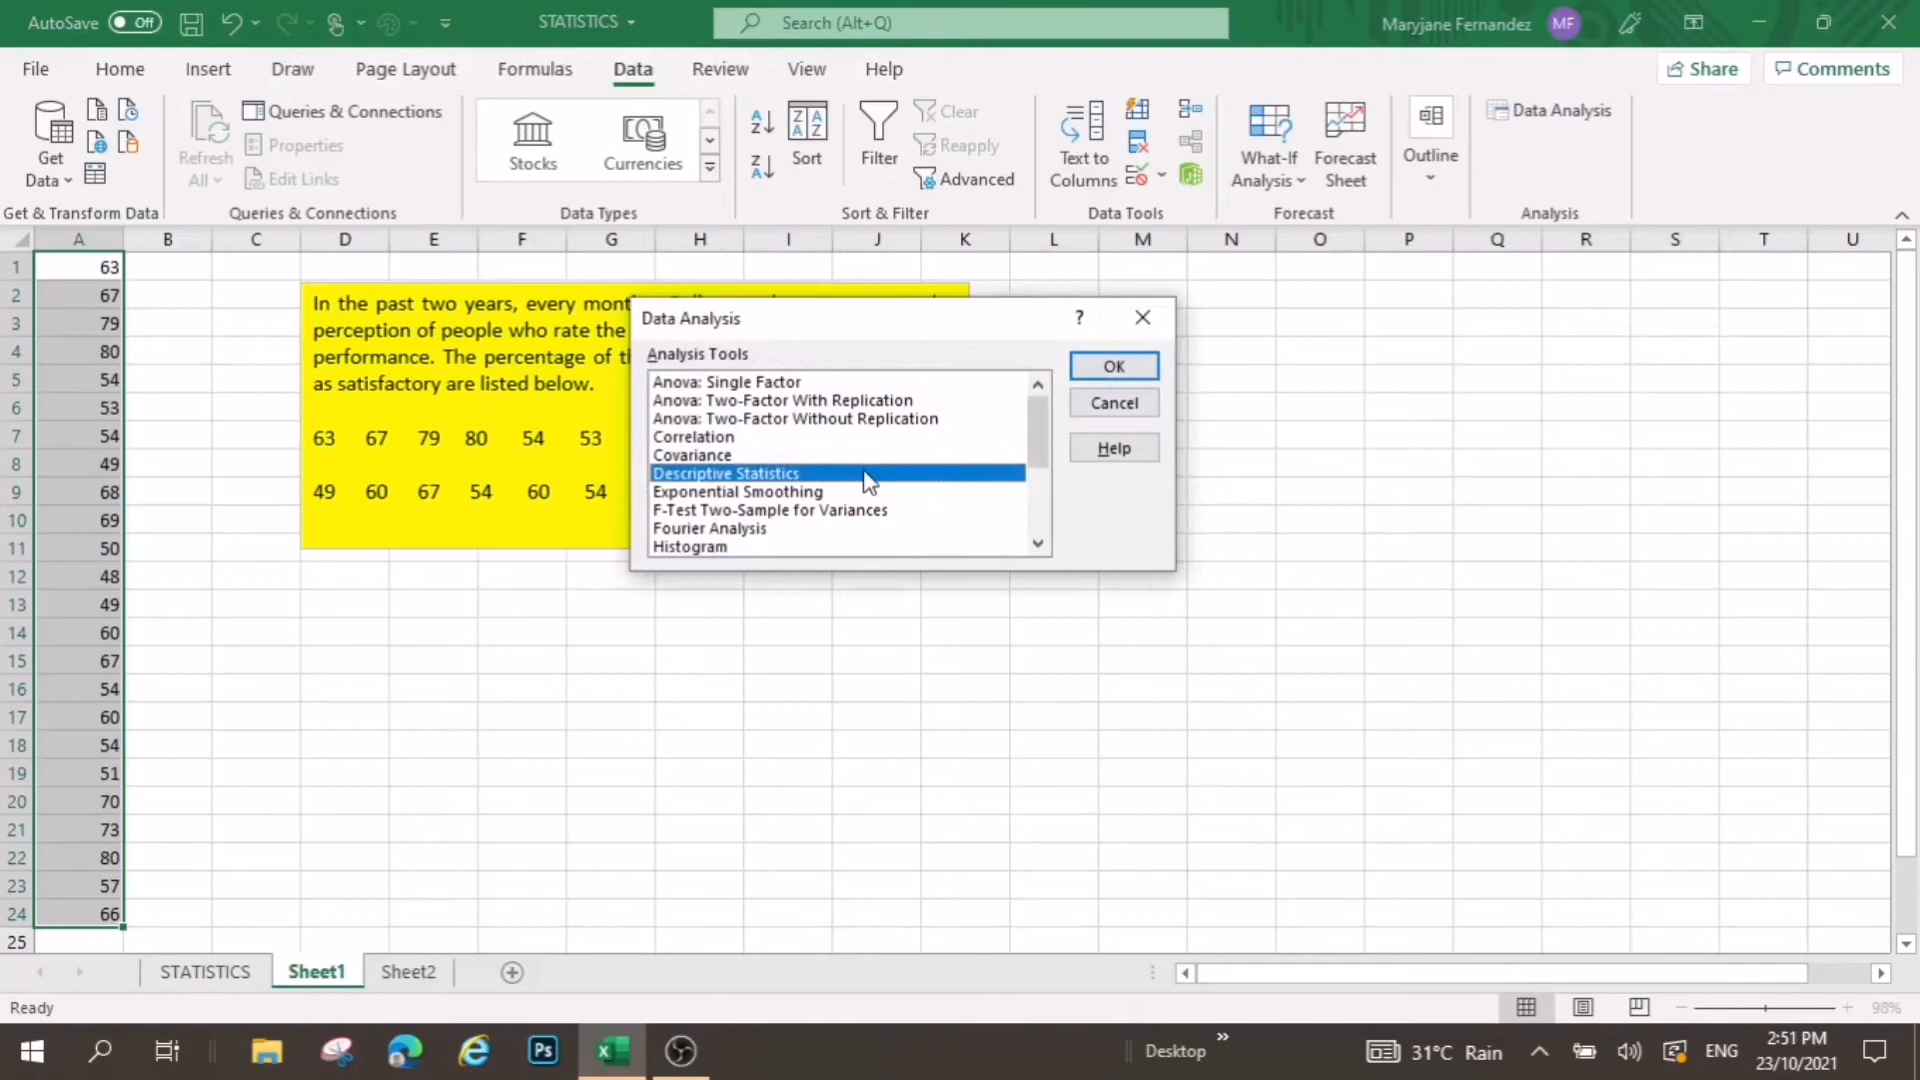 AutoSave Off STATISTICS Search (Alt+Q) Maryjane Fernandez MF
File Home Insert Draw Page Layout Formulas Data Review View Help Share Comments
Get Data
Refresh All
Queries & Connections
Properties
Edit Links
Stocks Currencies
Sort
Filter
Clear
Reapply
Advanced
Text to Columns
What-If Analysis
Forecast Sheet
Outline
Data Analysis
Get & Transform Data Queries & Connections Data Types Sort & Filter Data Tools Forecast Analysis
A B C D E F G H I J K L M N O P Q R S T U
1 63
2 67
3 79
4 80
5 54
6 53
7 54
8 49
9 68
10 69
11 50
12 48
13 49
14 60
15 67
16 54
17 60
18 54
19 51
20 70
21 73
22 80
23 57
24 66
25
In the past two years, every
perception of people who rate the
performance. The percentage of
as satisfactory are listed below.
63 67 79 80 54 53
49 60 67 54 60 54
Data Analysis ?
Analysis Tools
Anova: Single Factor
Anova: Two-Factor With Replication
Anova: Two-Factor Without Replication
Correlation
Covariance
Descriptive Statistics
Exponential Smoothing
F-Test Two-Sample for Variances
Fourier Analysis
Histogram
OK
Cancel
Help
STATISTICS Sheet1 Sheet2
Ready 98%
Desktop 31°C Rain ENG 2:51 PM
23/10/2021